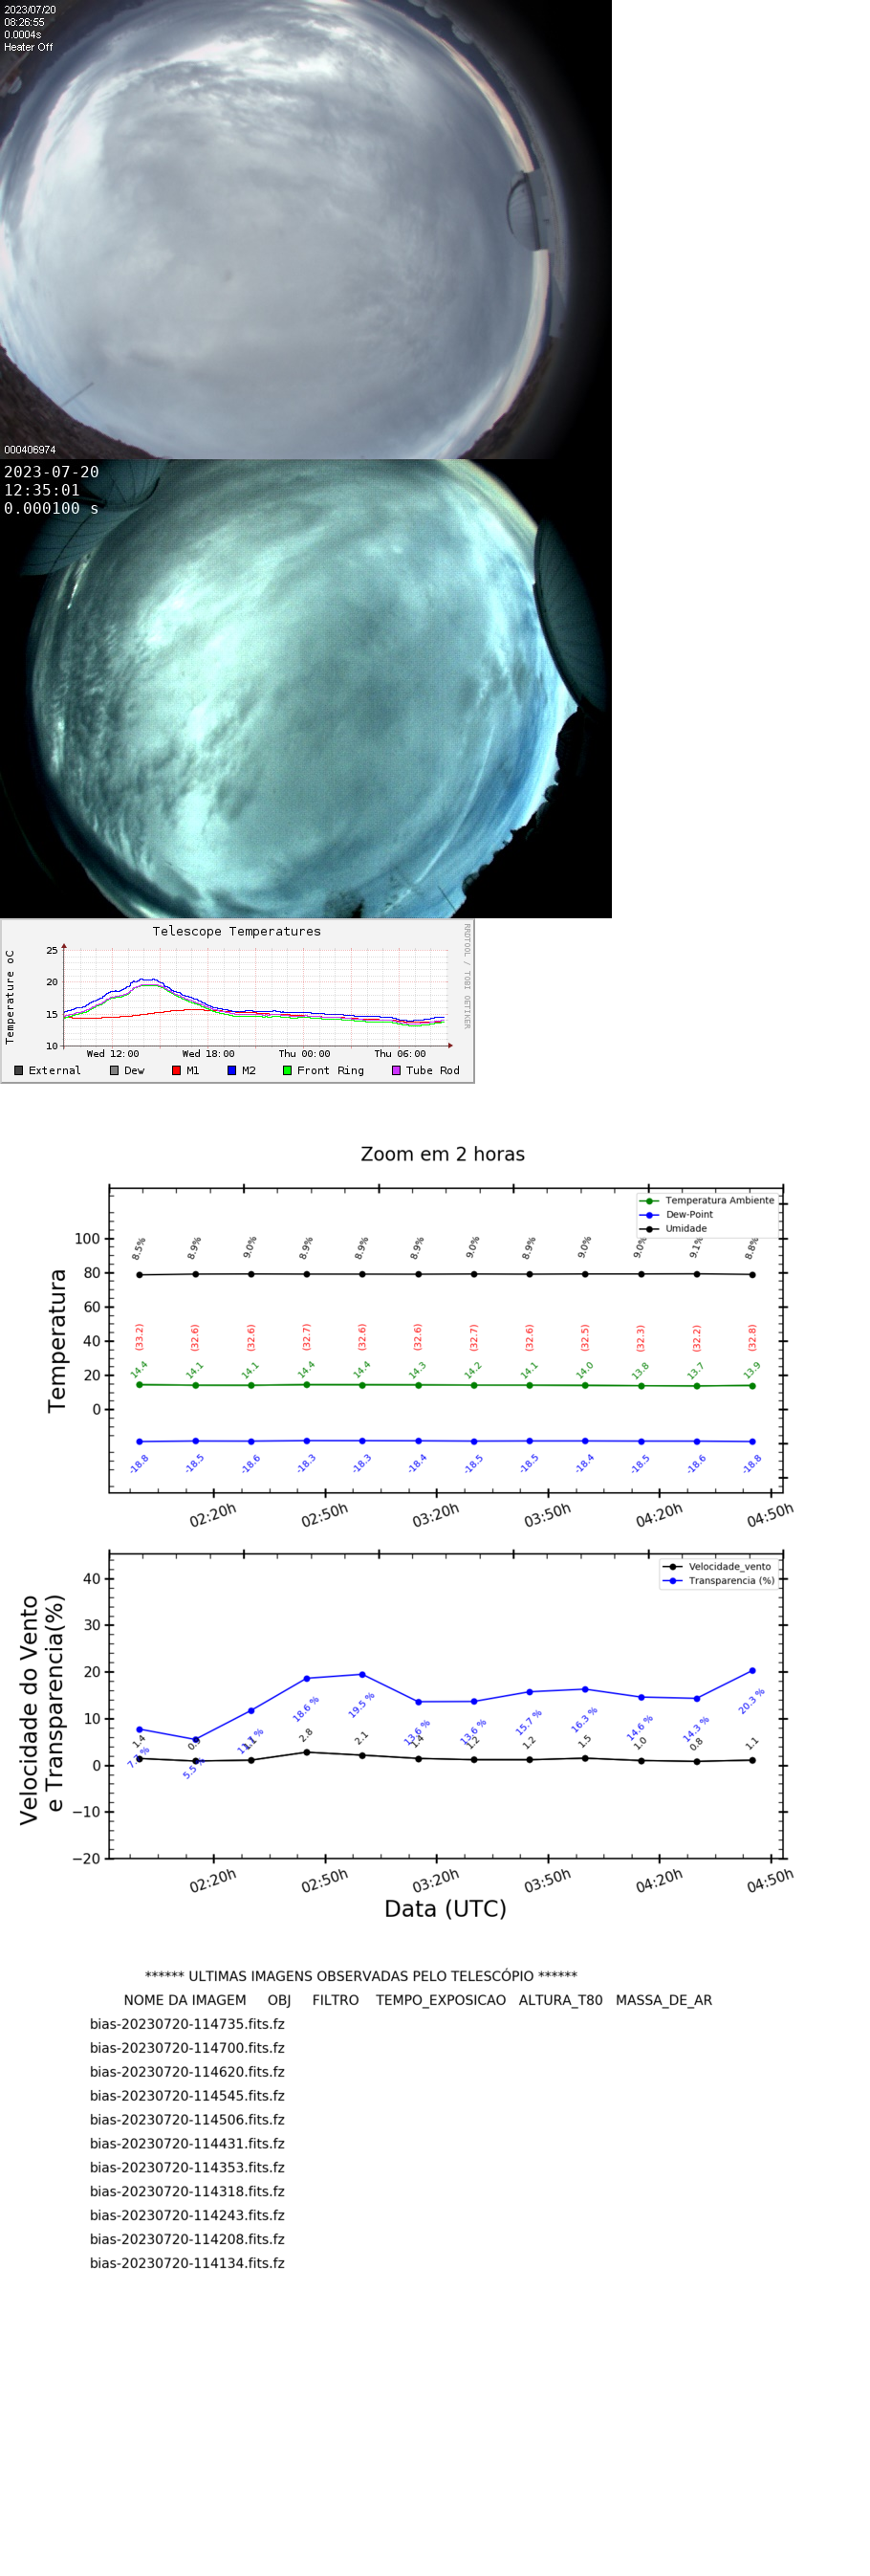 2023/07/20
08:26:55
0.0004s
Heater Off
000406974
2023-07-20
12:35:01
0.000100 s
Telescope Temperatures
RRDTOOL / TOBI OETIKER
Temperature oC
25
20
15
10
Wed 12:00 Wed 18:00 Thu 00:00 Thu 06:00
External Dew M1 M2 Front Ring Tube Rod
Zoom em 2 horas
Temperatura Ambiente
Dew-Point
Umidade
Temperatura
100
80
60
40
20
0
8.5% 8.9% 9.0% 8.9% 8.9% 8.9% 9.0% 8.9% 9.0% 9.0% 9.1% 8.8%
(33.2) (32.6) (32.6) (32.7) (32.6) (32.6) (32.7) (32.6) (32.5) (32.3) (32.2) (32.8)
14.4 14.1 14.1 14.4 14.4 14.3 14.2 14.1 14.0 13.8 13.7 13.9
-18.8 -18.5 -18.6 -18.3 -18.3 -18.4 -18.5 -18.5 -18.4 -18.5 -18.6 -18.8
02:20h 02:50h 03:20h 03:50h 04:20h 04:50h
Velocidade_vento
Transparencia (%)
Velocidade do Vento
e Transparencia(%)
40
30
20
10
0
−10
−20
1.4 2.8 2.1 1.4 1.2 1.2 1.5 1.0 0.8 1.1
18.6 % 19.5 % 13.6 % 13.6 % 15.7 % 16.3 % 14.6 % 14.3 % 20.3 %
02:20h 02:50h 03:20h 03:50h 04:20h 04:50h
Data (UTC)
****** ULTIMAS IMAGENS OBSERVADAS PELO TELESCÓPIO ******
NOME DA IMAGEM OBJ FILTRO TEMPO_EXPOSICAO ALTURA_T80 MASSA_DE_AR
bias-20230720-114735.fits.fz
bias-20230720-114700.fits.fz
bias-20230720-114620.fits.fz
bias-20230720-114545.fits.fz
bias-20230720-114506.fits.fz
bias-20230720-114431.fits.fz
bias-20230720-114353.fits.fz
bias-20230720-114318.fits.fz
bias-20230720-114243.fits.fz
bias-20230720-114208.fits.fz
bias-20230720-114134.fits.fz